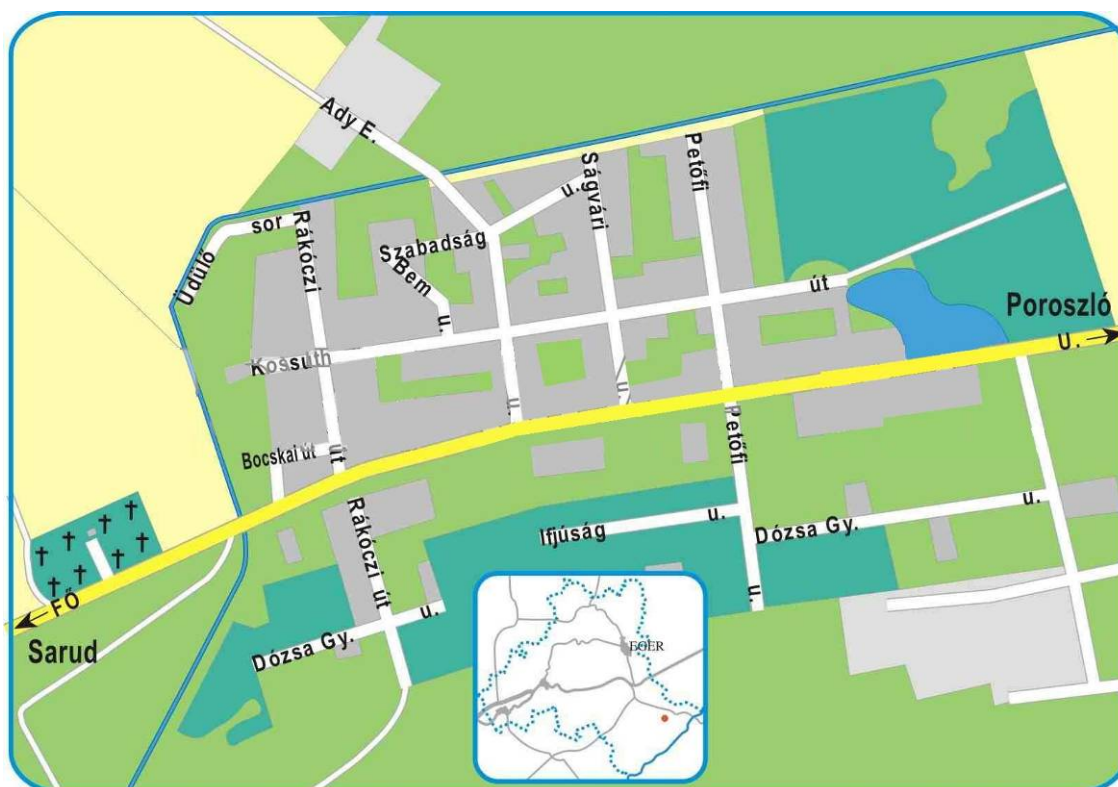 Ady E.
u.
Szabadság
Bem
u.
Ságvári
u.
Petőfi
Üdülő
sor
Rákóczi
út
Kossuth
út
Bocskai út
u.
Poroszló
U.
FŐ
Sarud
Rákóczi út
Petőfi
u.
Ifjúság
u.
Dózsa Gy.
u.
Dózsa Gy.
u.
EGER